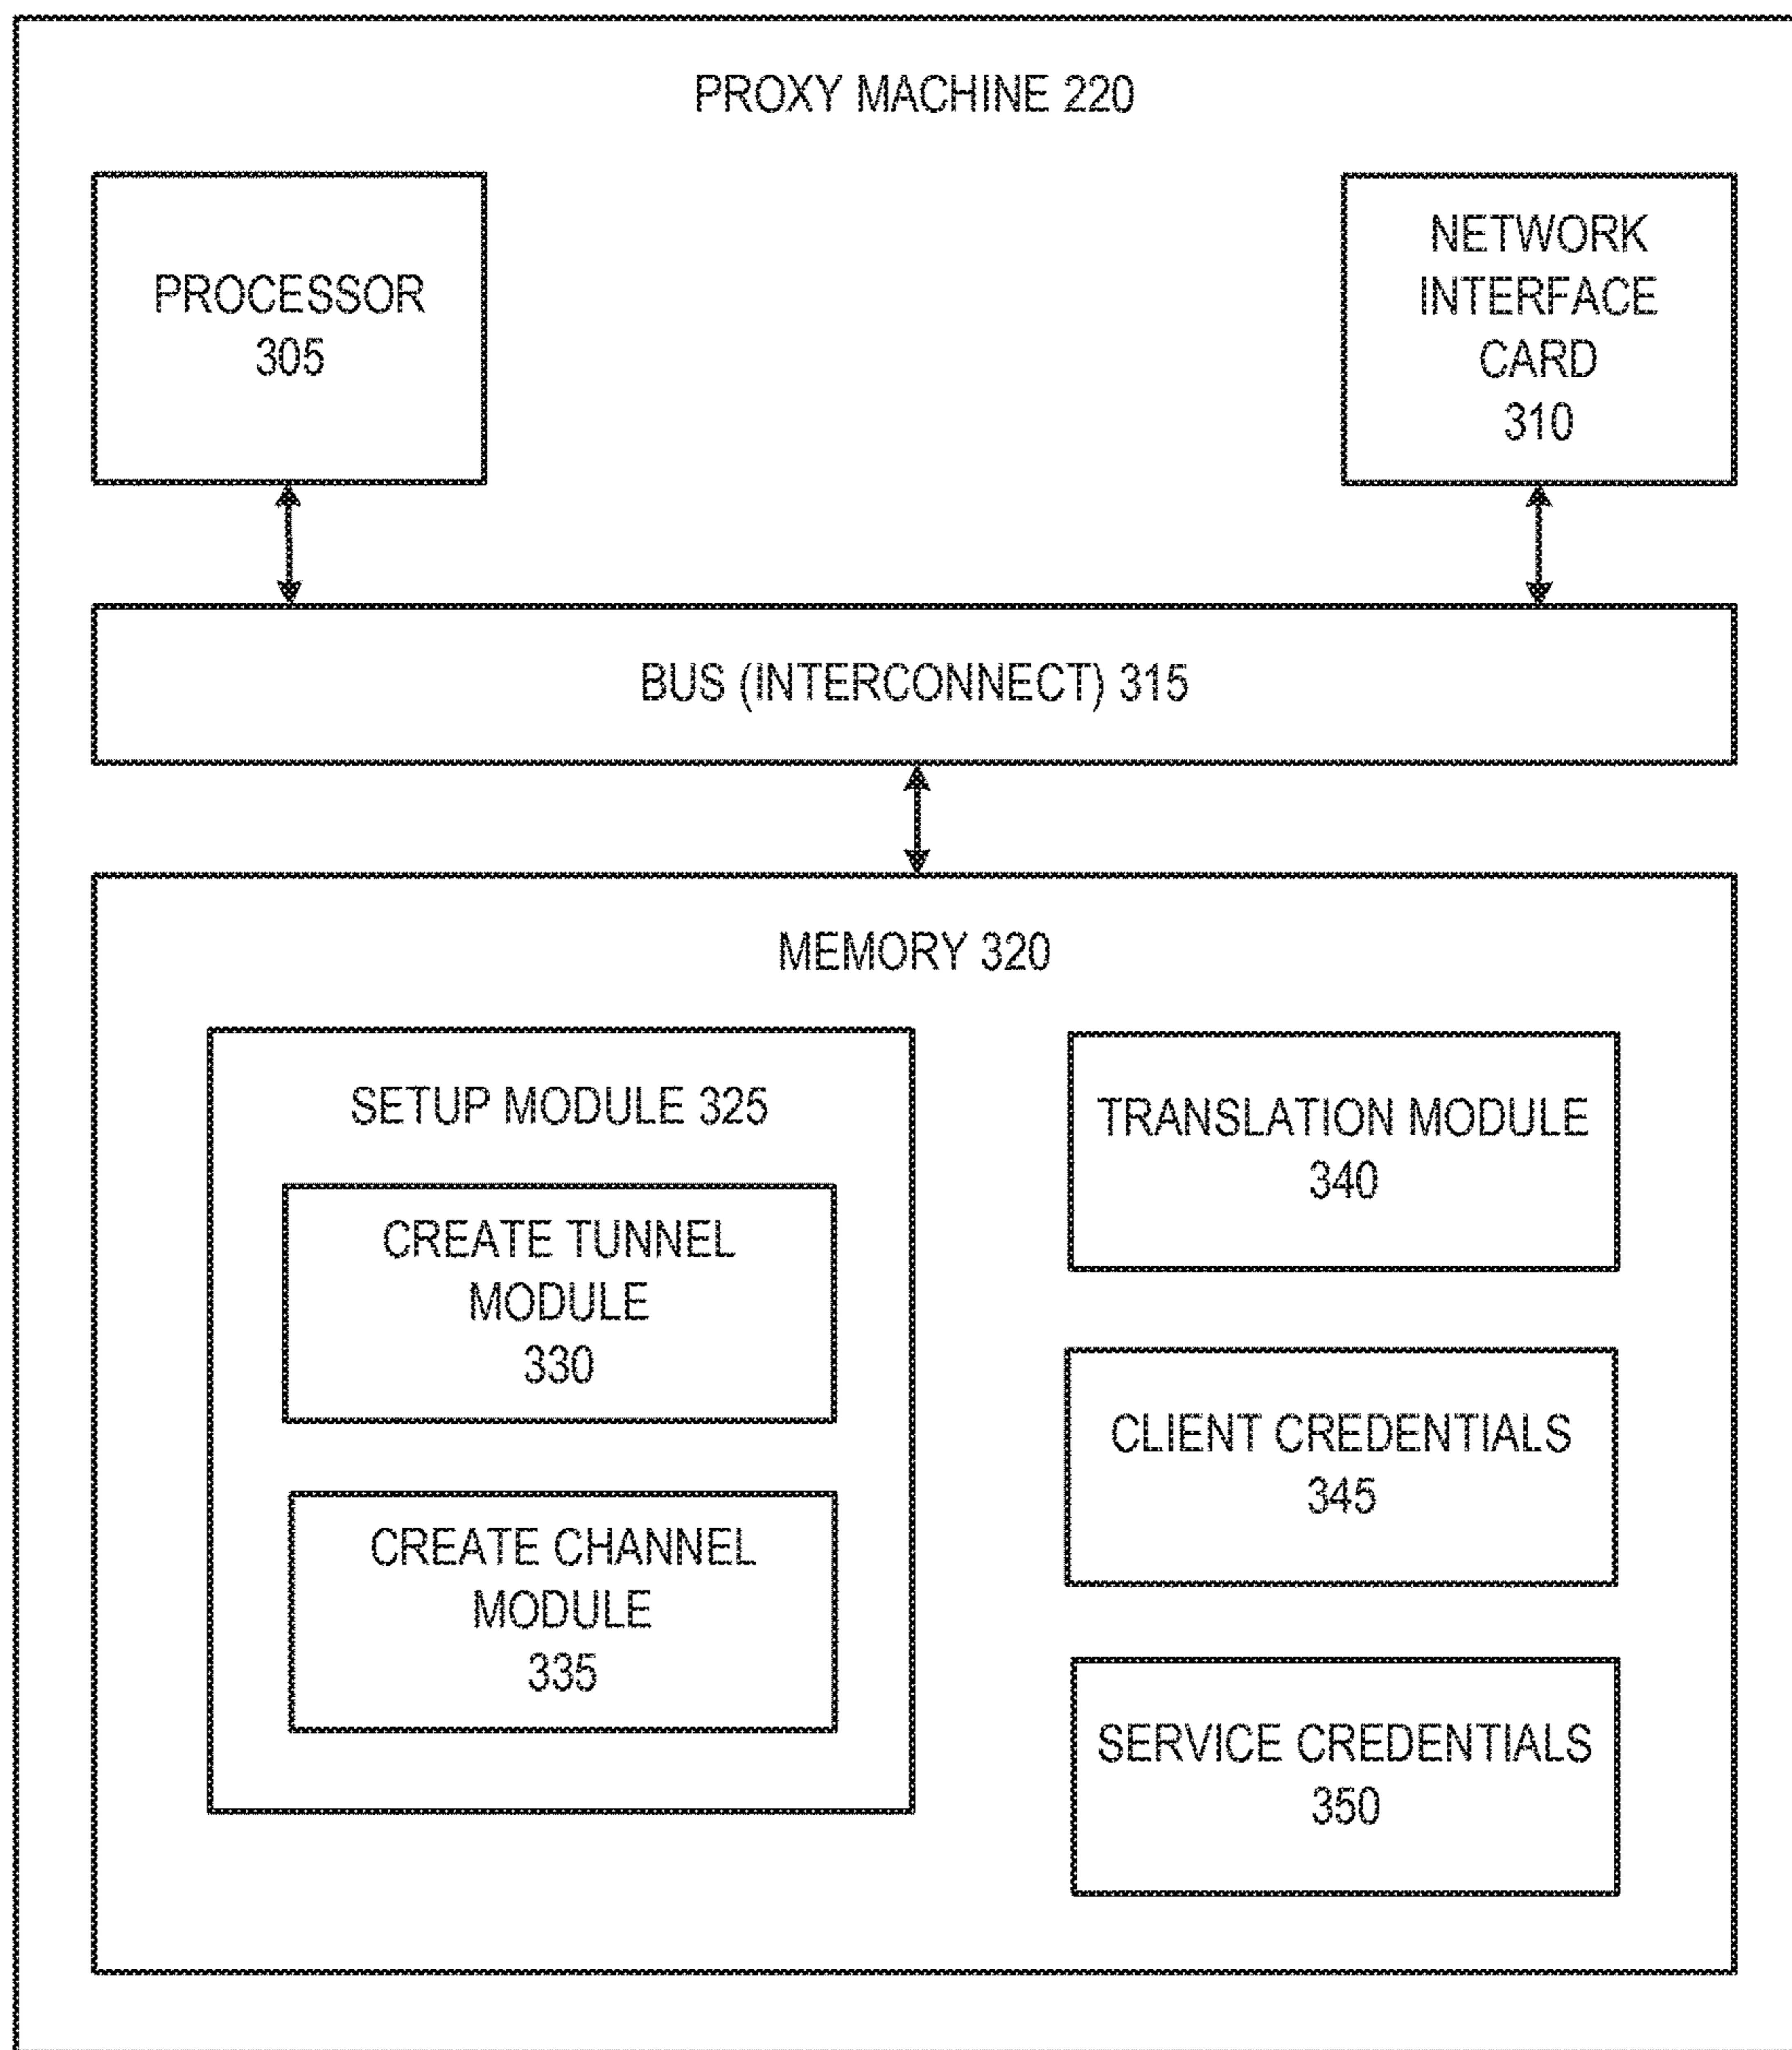 PROXY MACHINE 220
PROCESSOR
305
NETWORK
INTERFACE
CARD
310
BUS (INTERCONNECT) 315
MEMORY 320
SETUP MODULE 325
CREATE TUNNEL
MODULE
330
CREATE CHANNEL
MODULE
335
TRANSLATION MODULE
340
CLIENT CREDENTIALS
345
SERVICE CREDENTIALS
350